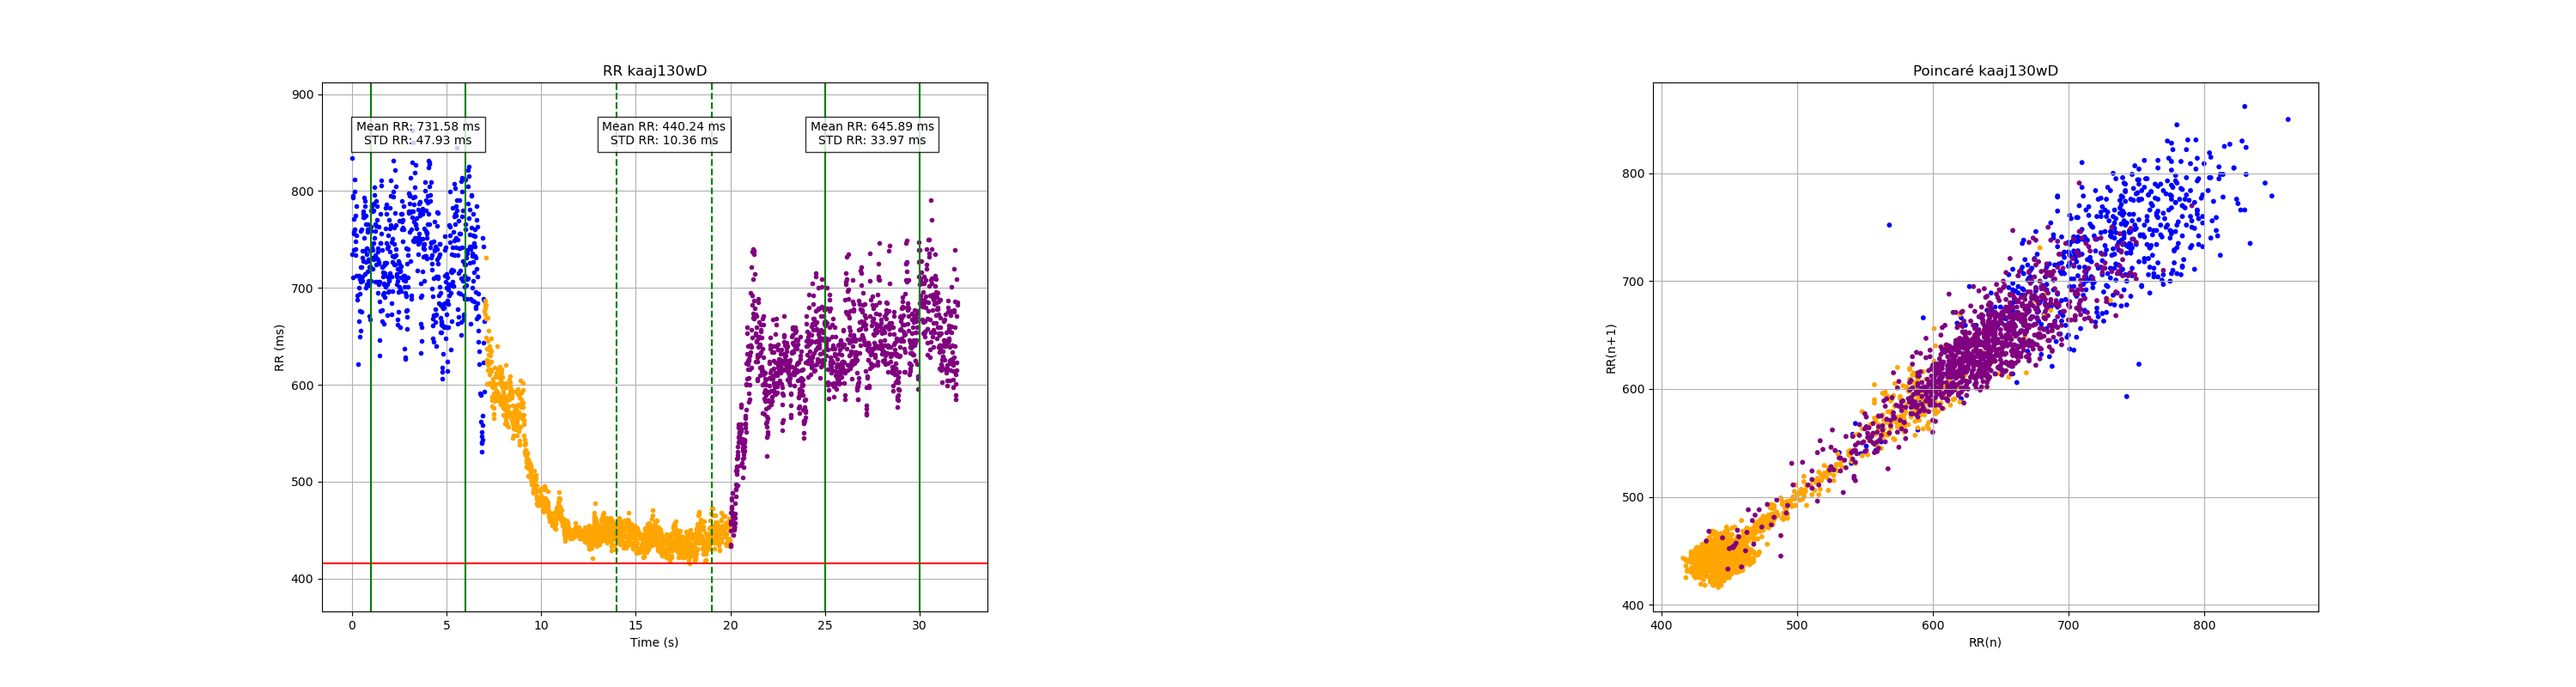 RR kaaj130wD
900
800
700
600
500
400
RR (ms)
Mean RR: 731.58 ms
STD RR: 47.93 ms
Mean RR: 440.24 ms
STD RR: 10.36 ms
Mean RR: 645.89 ms
STD RR: 33.97 ms
0 5 10 15 20 25 30
Time (s)
Poincaré kaaj130wD
800
700
600
500
400
RR(n+1)
400 500 600 700 800
RR(n)